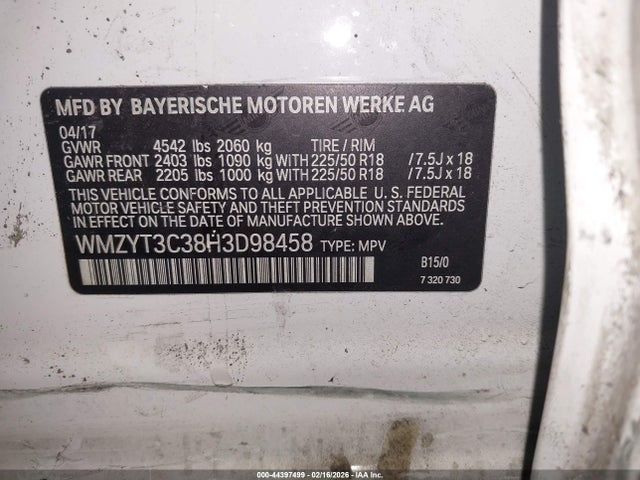 MFD BY BAYERISCHE MOTOREN WERKE AG
04/17
GVWR 4542 lbs 2060 kg TIRE / RIM
GAWR FRONT 2403 lbs 1090 kg WITH 225/50 R18 /7.5J x 18
GAWR REAR 2205 lbs 1000 kg WITH 225/50 R18 /7.5J x 18
THIS VEHICLE CONFORMS TO ALL APPLICABLE U. S. FEDERAL
MOTOR VEHICLE SAFETY AND THEFT PREVENTION STANDARDS
IN EFFECT ON THE DATE OF MANUFACTURE SHOWN ABOVE.
WMZYT3C38H3D98458 TYPE: MPV
B15/0
7 320 730
000-44397499 - 02/16/2026 - Copyright: IAA Inc.